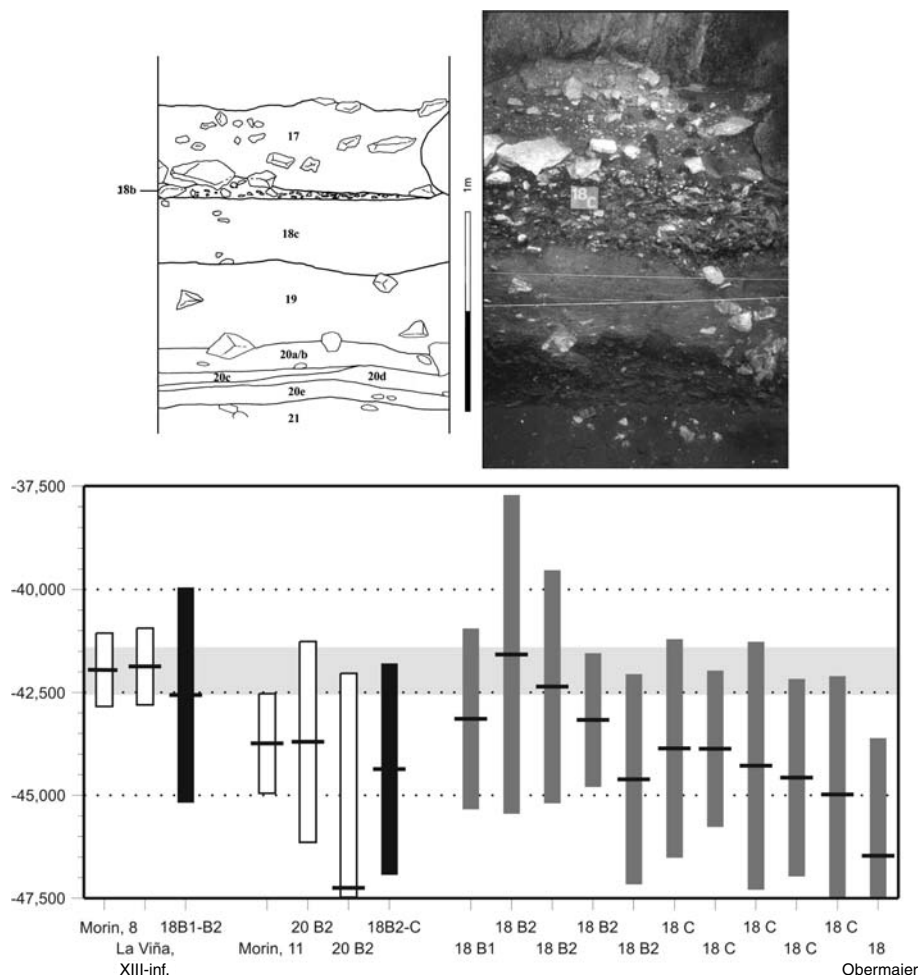 17
18b
18c
19
20a/b
20c
20d
20e
21
1m
18
C
-37,500
-40,000
-42,500
-45,000
-47,500
Morin, 8
18B1-B2
20 B2
18B2-C
18 B2
18 B2
18 C
18 C
18 C
La Viña,
XIII-inf.
Morin, 11
20 B2
18 B1
18 B2
18 B2
18 C
18 C
18
Obermaier